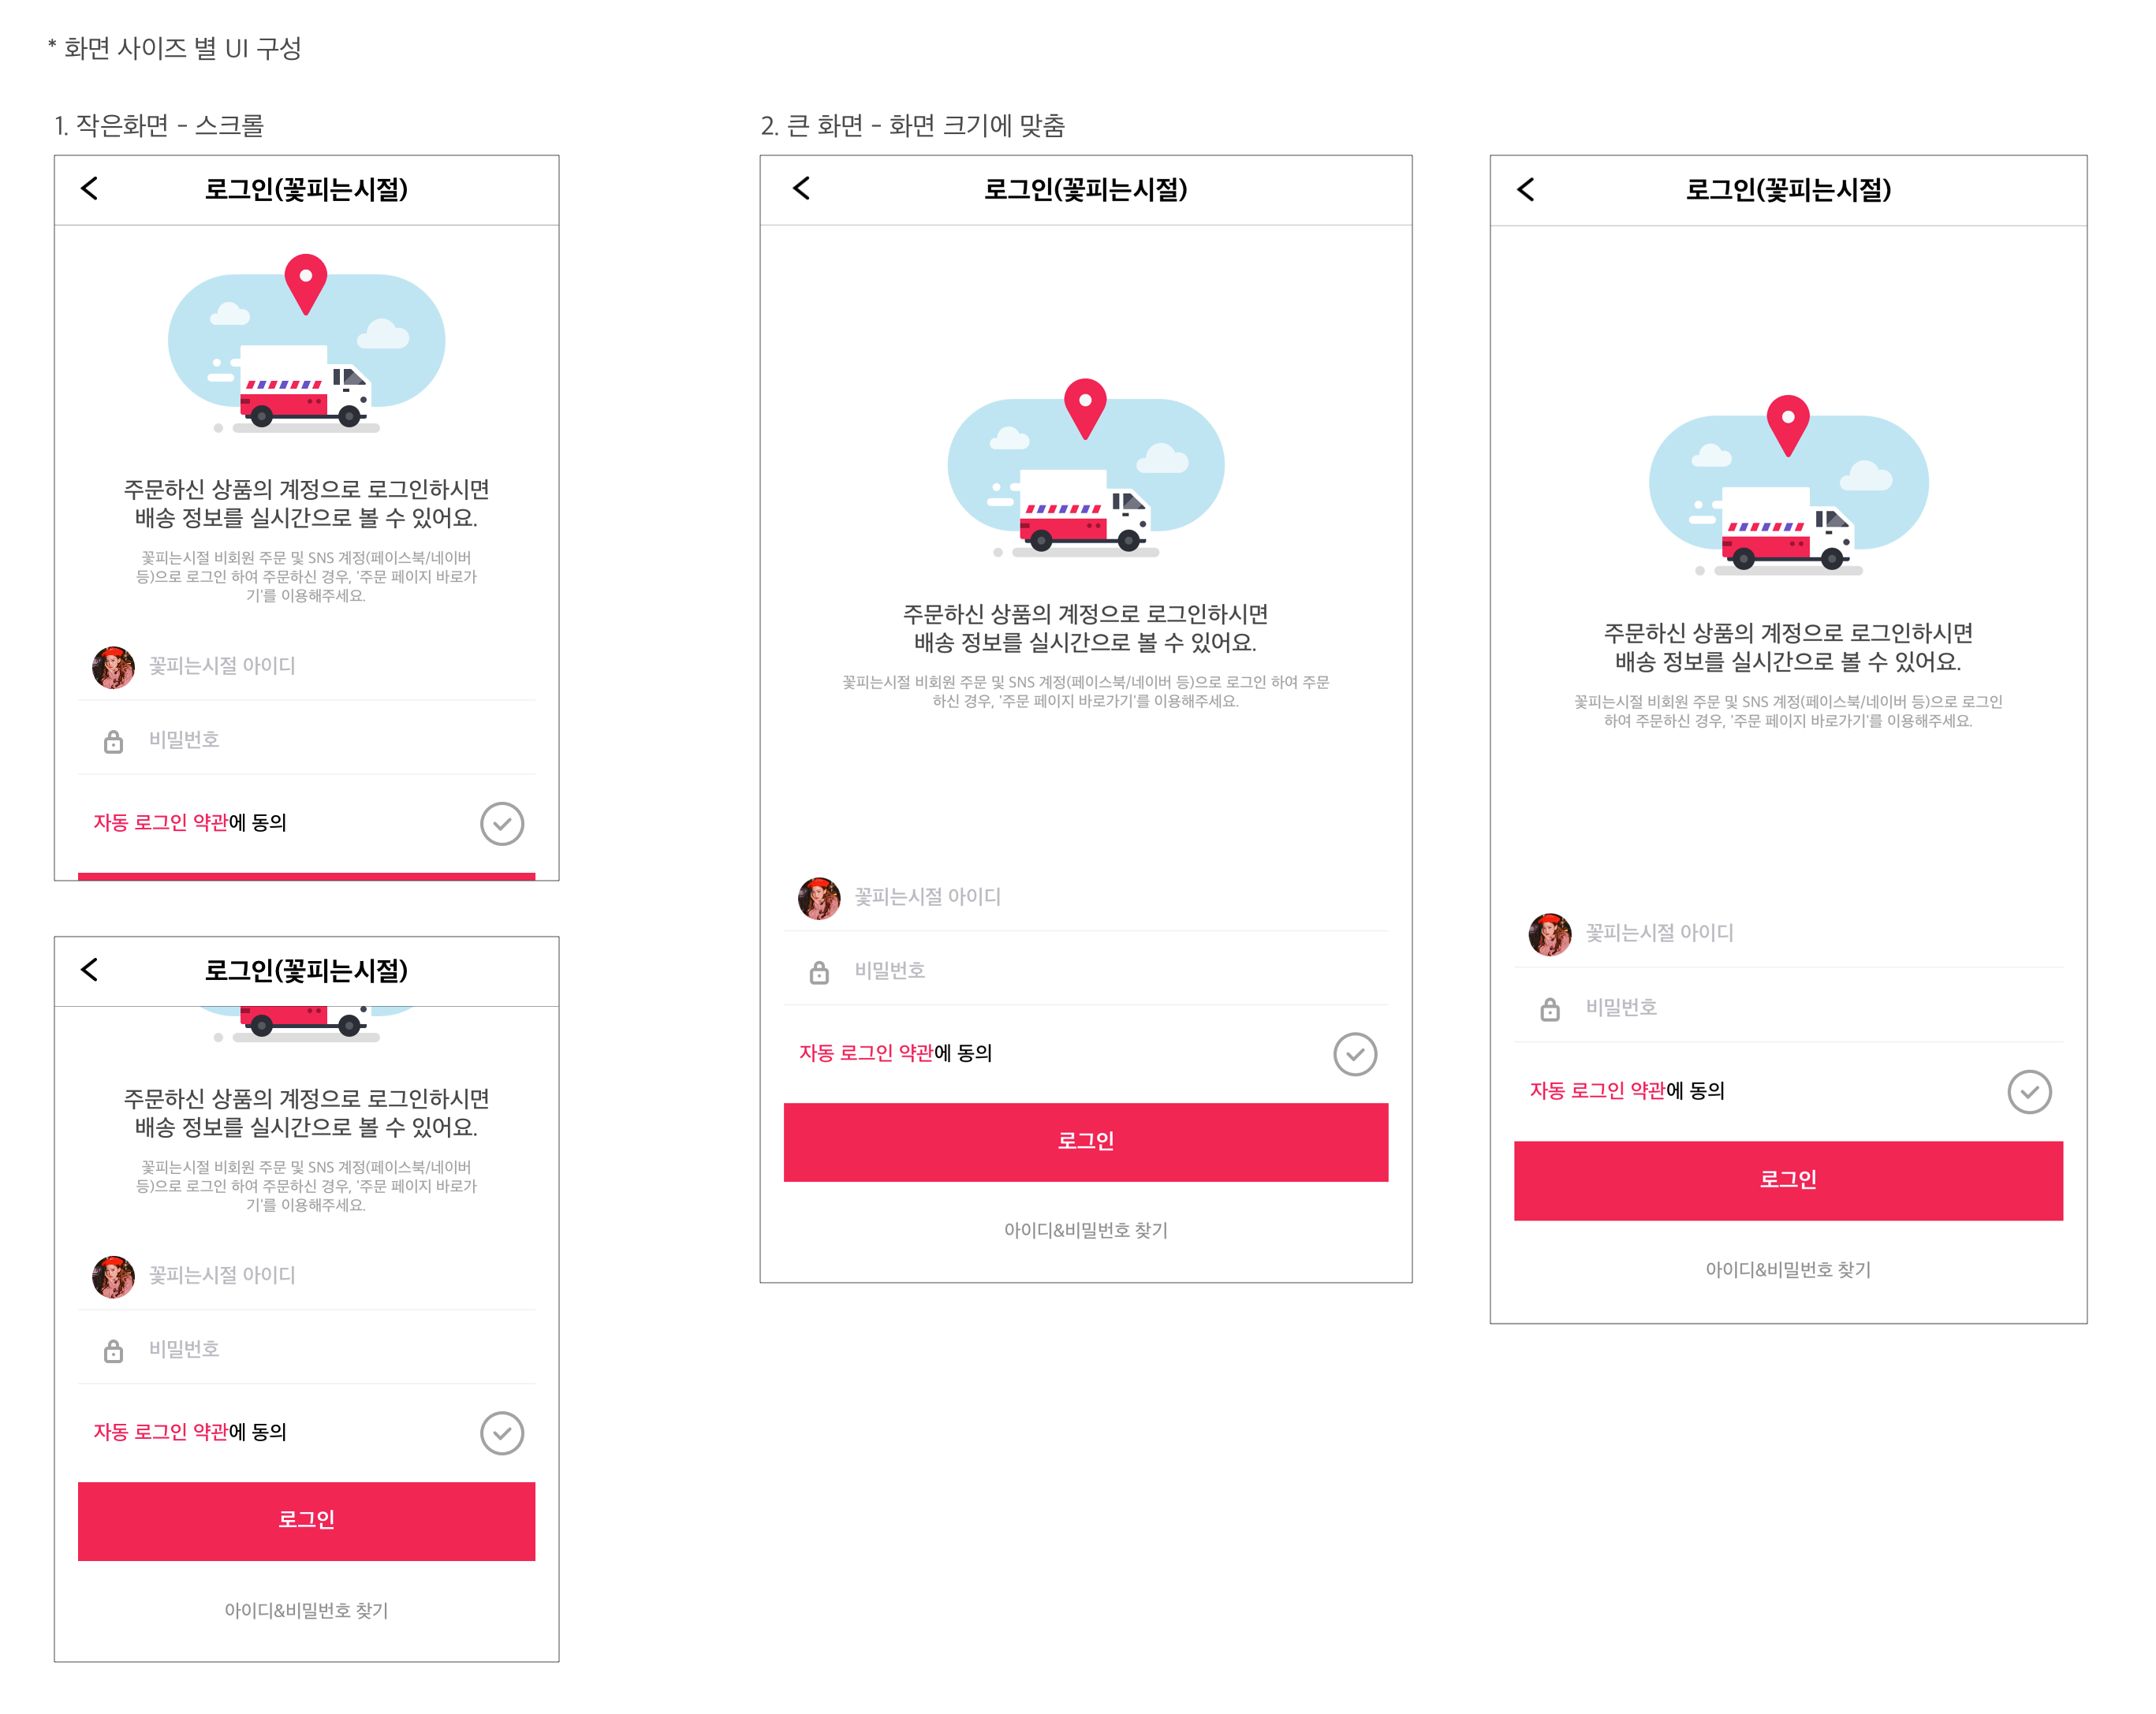 * 화면 사이즈 별 UI 구성
1. 작은화면 - 스크롤
로그인(꽃피는시절)
주문하신 상품의 계정으로 로그인하시면
배송 정보를 실시간으로 볼 수 있어요.
꽃피는시절 비회원 주문 및 SNS 계정(페이스북/네이버
등)으로 로그인 하여 주문하신 경우, '주문 페이지 바로가
기'를 이용해주세요.
꽃피는시절 아이디
비밀번호
자동 로그인 약관에 동의
로그인(꽃피는시절)
주문하신 상품의 계정으로 로그인하시면
배송 정보를 실시간으로 볼 수 있어요.
꽃피는시절 비회원 주문 및 SNS 계정(페이스북/네이버
등)으로 로그인 하여 주문하신 경우, '주문 페이지 바로가
기'를 이용해주세요.
꽃피는시절 아이디
비밀번호
자동 로그인 약관에 동의
로그인
아이디&비밀번호 찾기
2. 큰 화면 - 화면 크기에 맞춤
로그인(꽃피는시절)
주문하신 상품의 계정으로 로그인하시면
배송 정보를 실시간으로 볼 수 있어요.
꽃피는시절 비회원 주문 및 SNS 계정(페이스북/네이버 등)으로 로그인 하여 주문
하신 경우, '주문 페이지 바로가기'를 이용해주세요.
꽃피는시절 아이디
비밀번호
자동 로그인 약관에 동의
로그인
아이디&비밀번호 찾기
로그인(꽃피는시절)
주문하신 상품의 계정으로 로그인하시면
배송 정보를 실시간으로 볼 수 있어요.
꽃피는시절 비회원 주문 및 SNS 계정(페이스북/네이버 등)으로 로그인
하여 주문하신 경우, '주문 페이지 바로가기'를 이용해주세요.
꽃피는시절 아이디
비밀번호
자동 로그인 약관에 동의
로그인
아이디&비밀번호 찾기